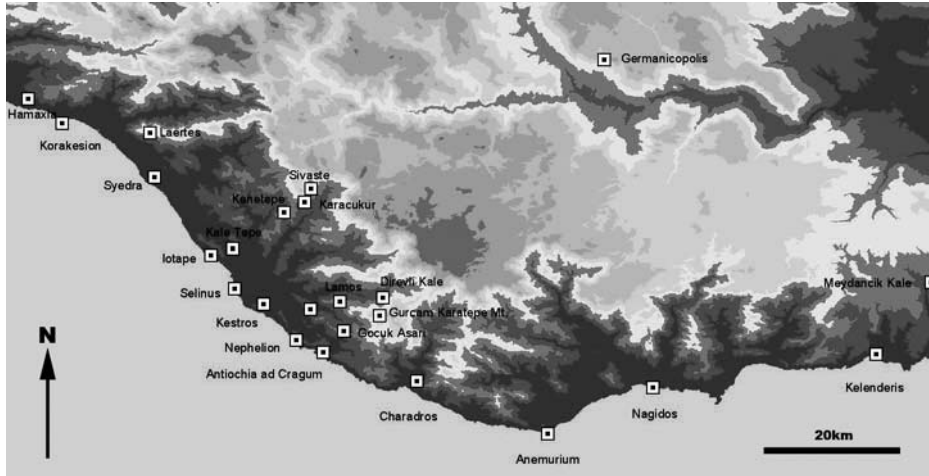 Germanicopolis
Hamaxia
Korakesion
Laertes
Syedra
Sivaste
Kenetepe
Karacukur
Kale Tepe
Iotape
Selinus
Lamos
Direvli Kale
Meydancik Kale
Kestros
Gurcam Karatepe Mt.
Gocuk Asari
Nephelion
Antiochia ad Cragum
Charadros
Nagidos
Kelenderis
Anemurium
N
20km